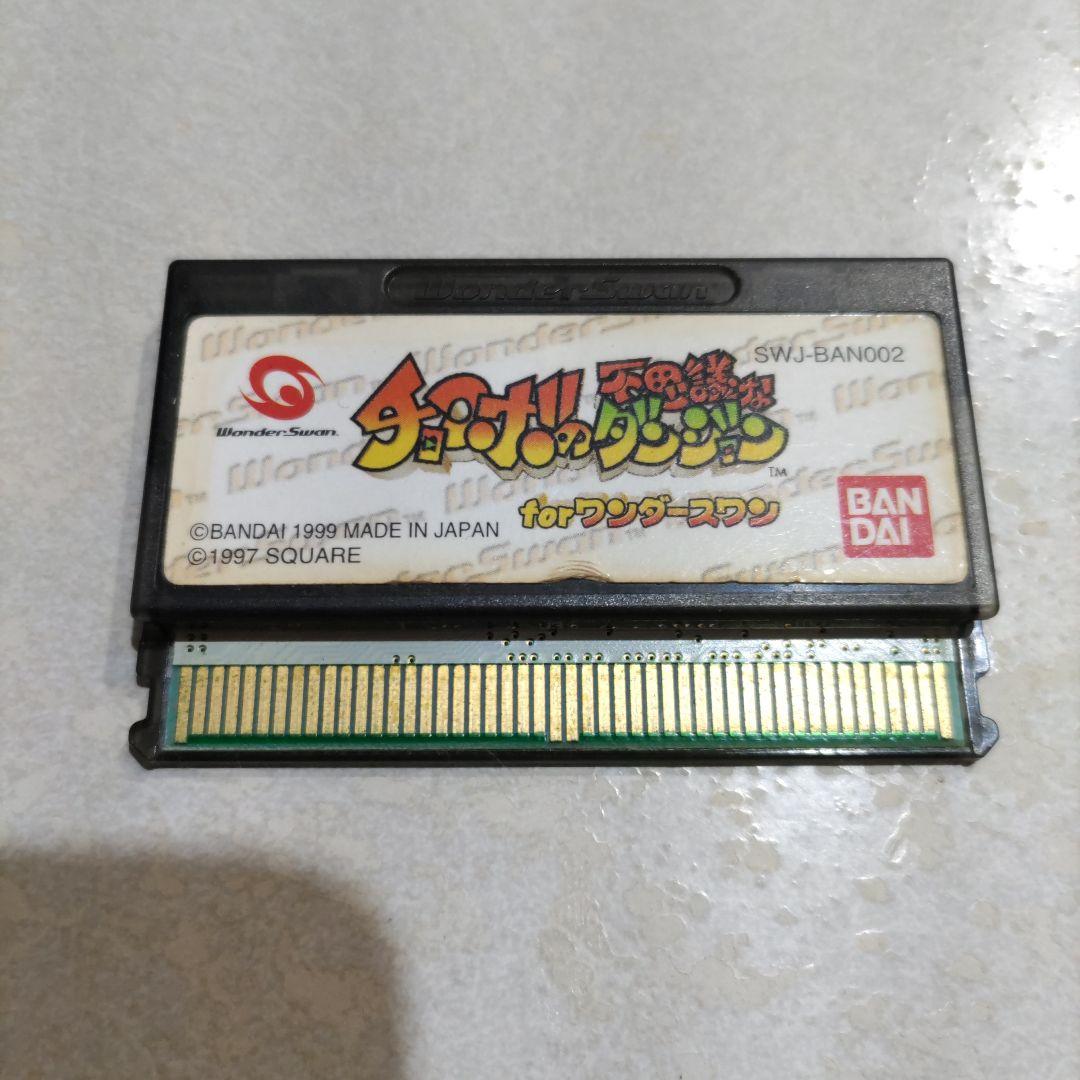 WonderSwan
SWJ-BAN002
WonderSwan
チョコボの不思議なダンジョン
TM
forワンダースワン
BAN
DAI
©BANDAI 1999 MADE IN JAPAN
©1997 SQUARE